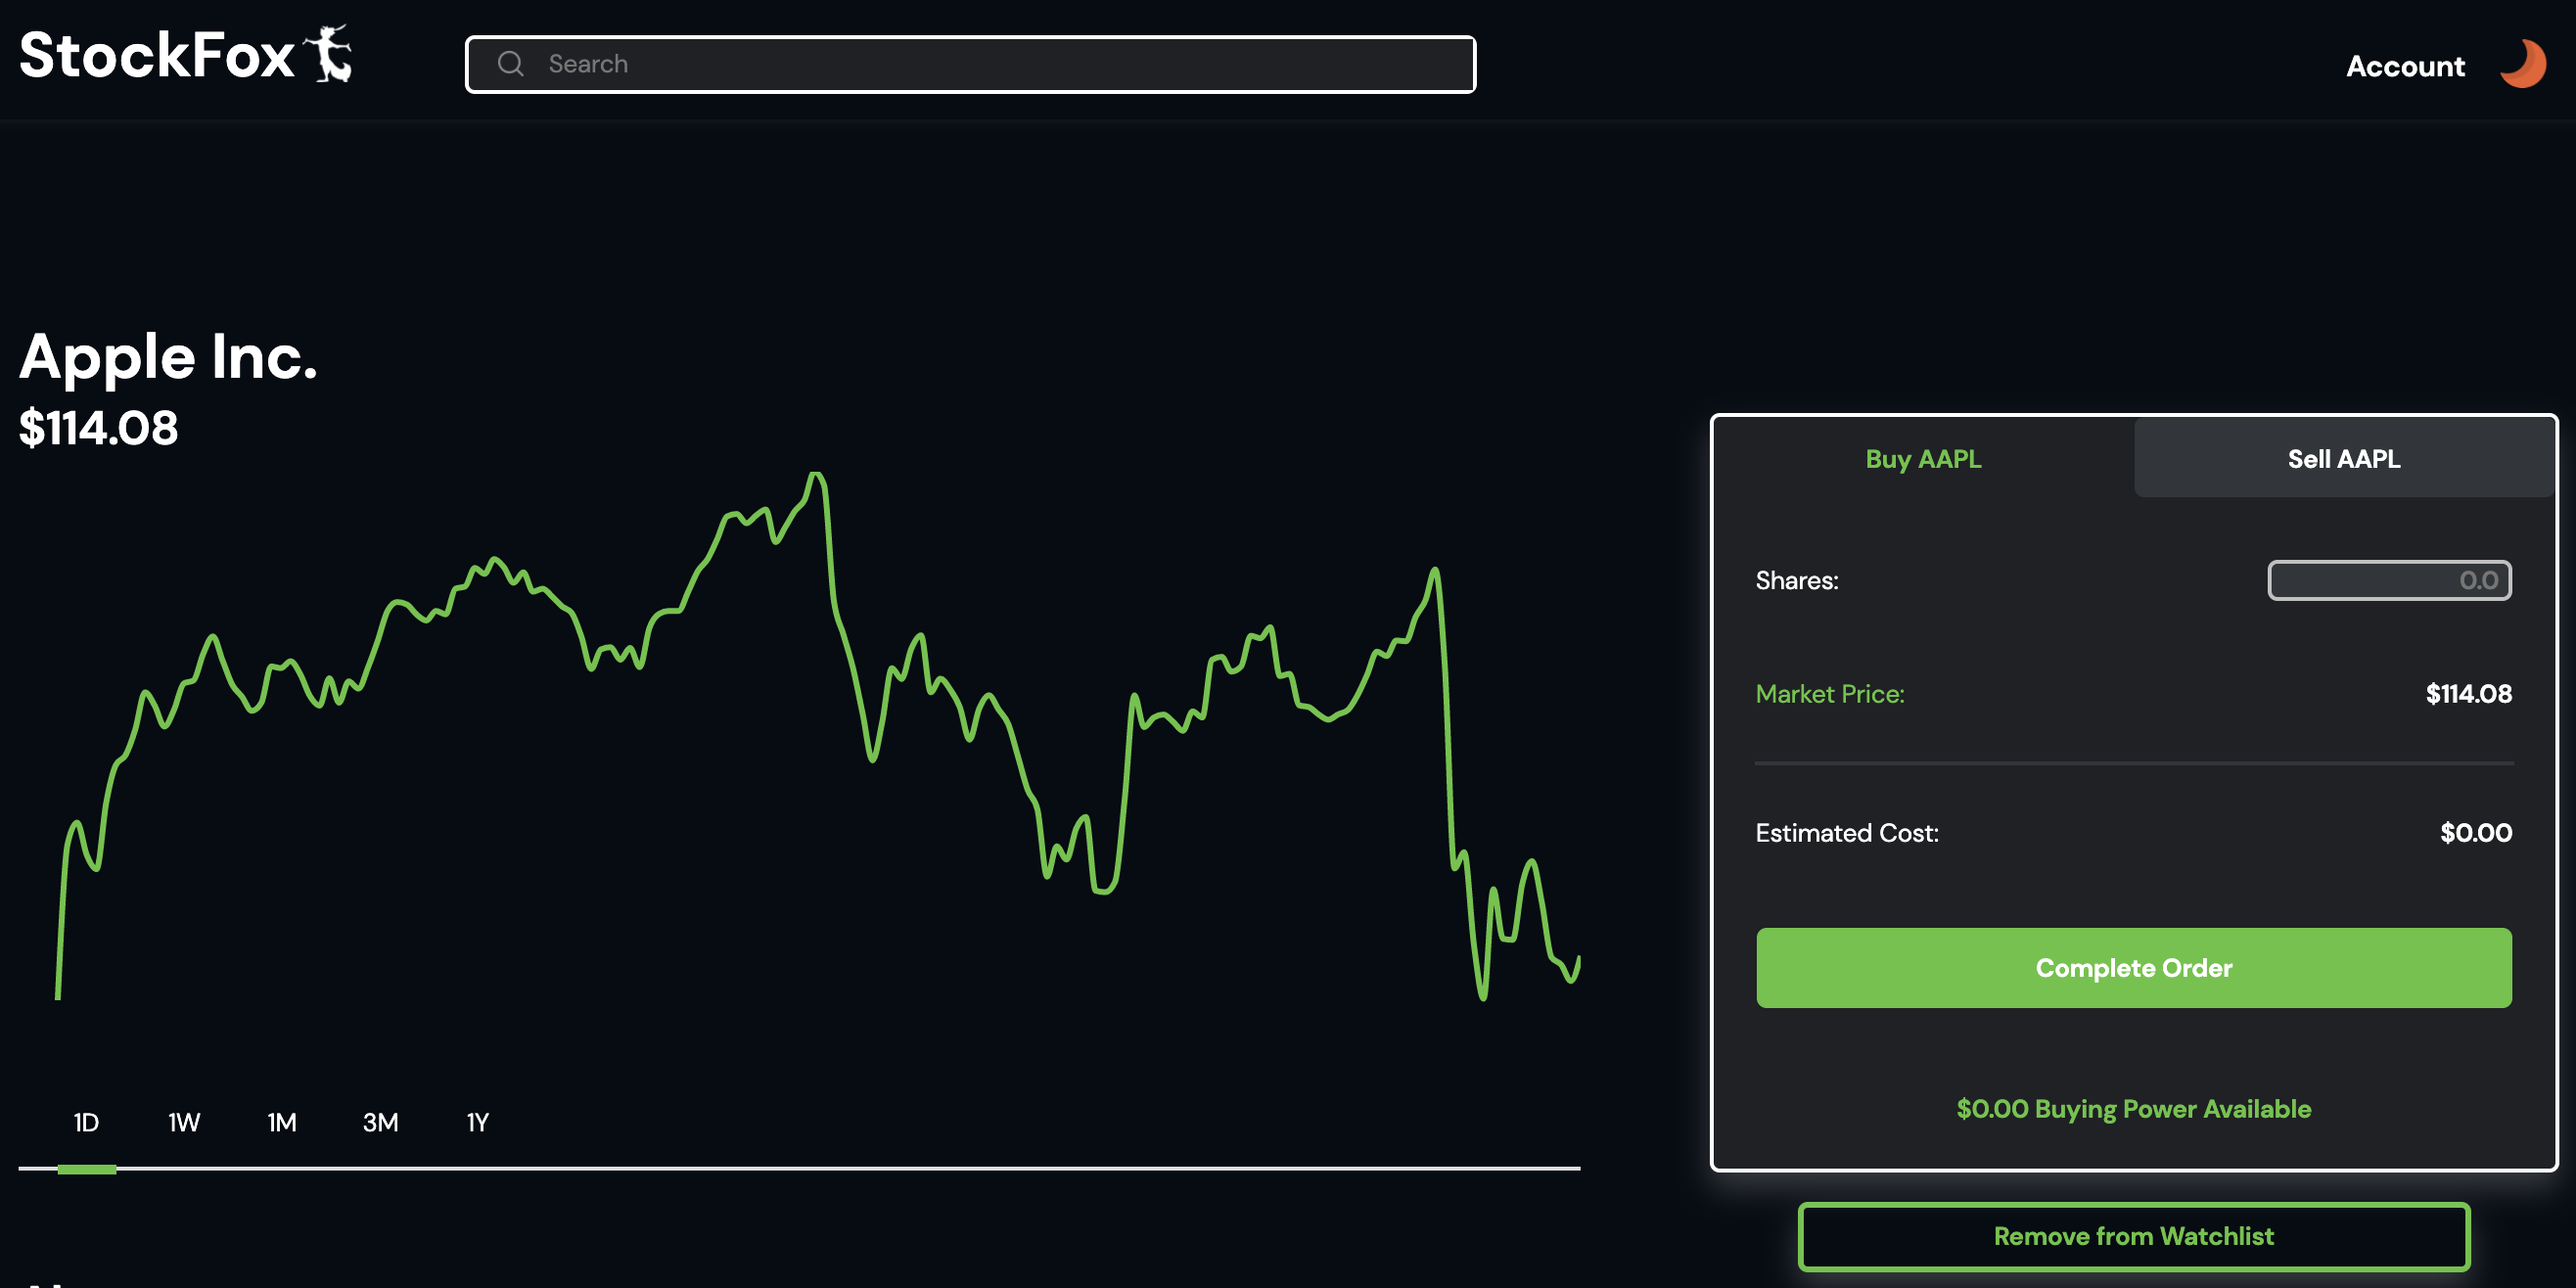 StockFox
Search
Account
Apple Inc.
$114.08
1D 1W 1M 3M 1Y
Buy AAPL Sell AAPL
Shares: 0.0
Market Price: $114.08
Estimated Cost: $0.00
Complete Order
$0.00 Buying Power Available
Remove from Watchlist